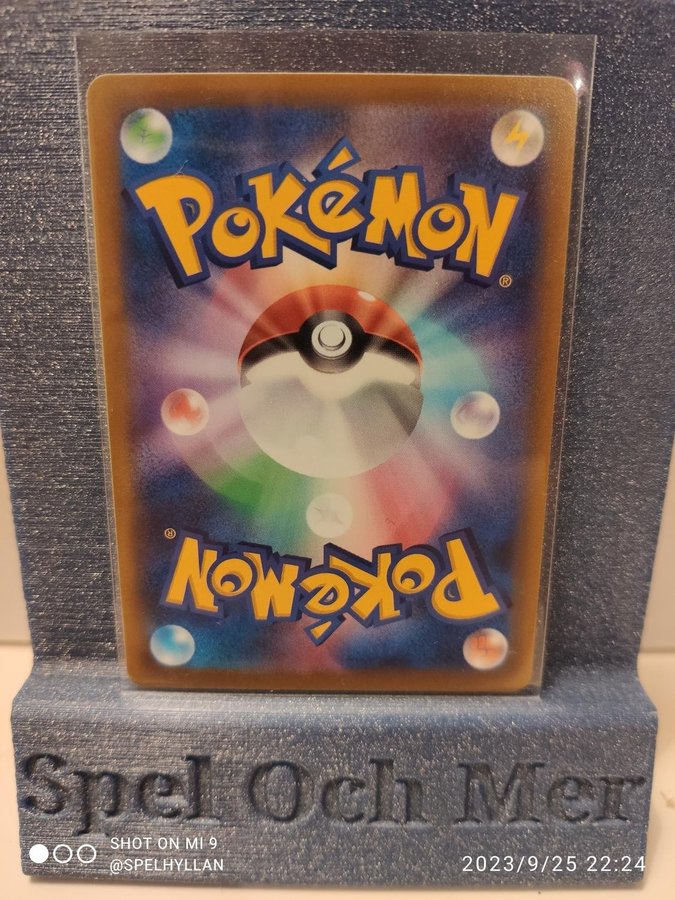 POKéMON
®
®
POKéMON
Spel Och Mer
SHOT ON MI 9
@SPELHYLLAN
2023/9/25 22:24